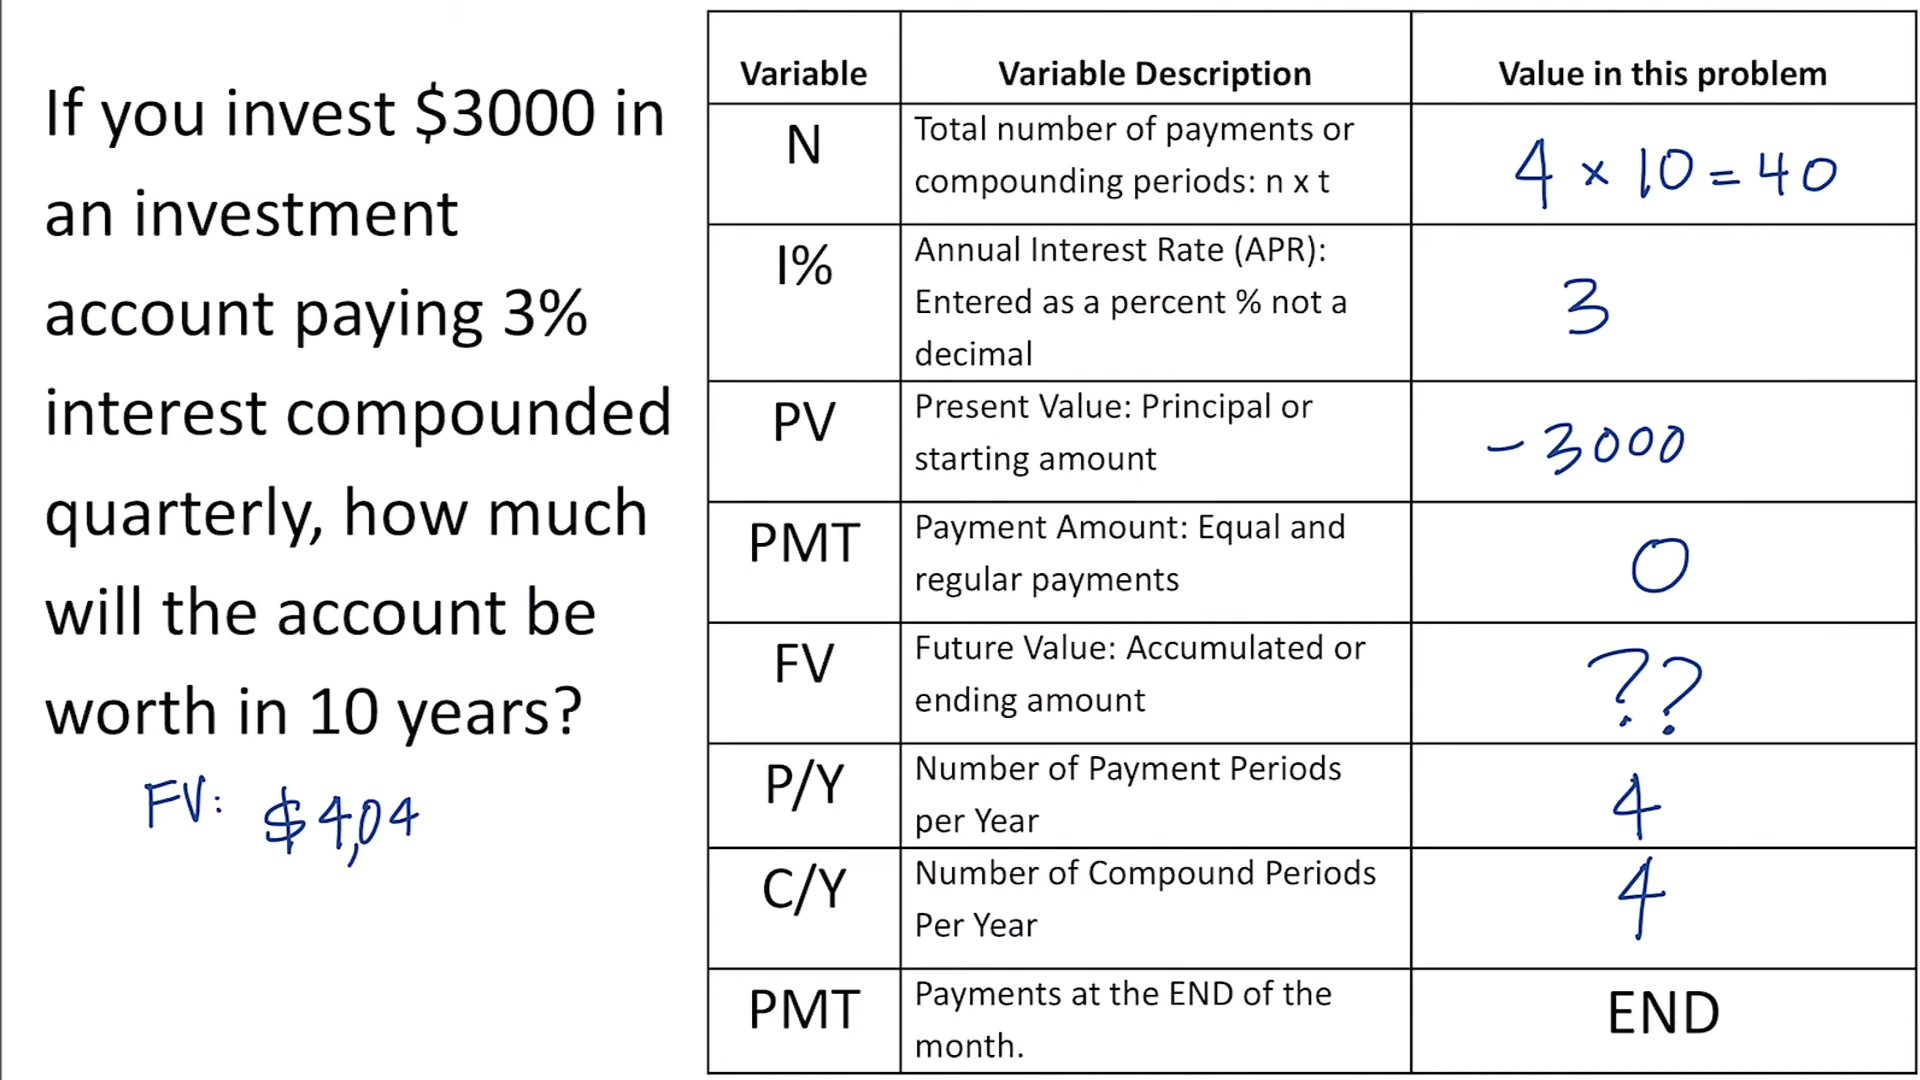 If you invest $3000 in
an investment
account paying 3%
interest compounded
quarterly, how much
will the account be
worth in 10 years?
FV: $4,04
Variable Variable Description Value in this problem
N Total number of payments or
compounding periods: n x t
4 × 10 = 40
I% Annual Interest Rate (APR):
Entered as a percent % not a
decimal
3
PV Present Value: Principal or
starting amount
- 3000
PMT Payment Amount: Equal and
regular payments
0
FV Future Value: Accumulated or
ending amount
??
P/Y Number of Payment Periods
per Year
4
C/Y Number of Compound Periods
Per Year
4
PMT Payments at the END of the
month.
END